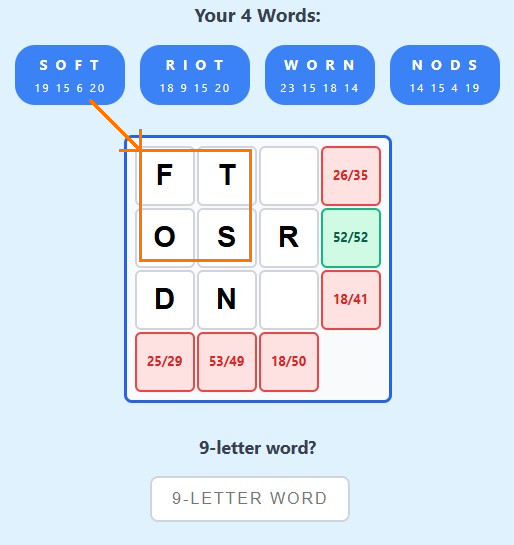 Your 4 Words:
SOFT RIOT WORN NODS
19 15 6 20 18 9 15 20 23 15 18 14 14 15 4 19
F T 26/35
O S R 52/52
D N 18/41
25/29 53/49 18/50
9-letter word?
9-LETTER WORD